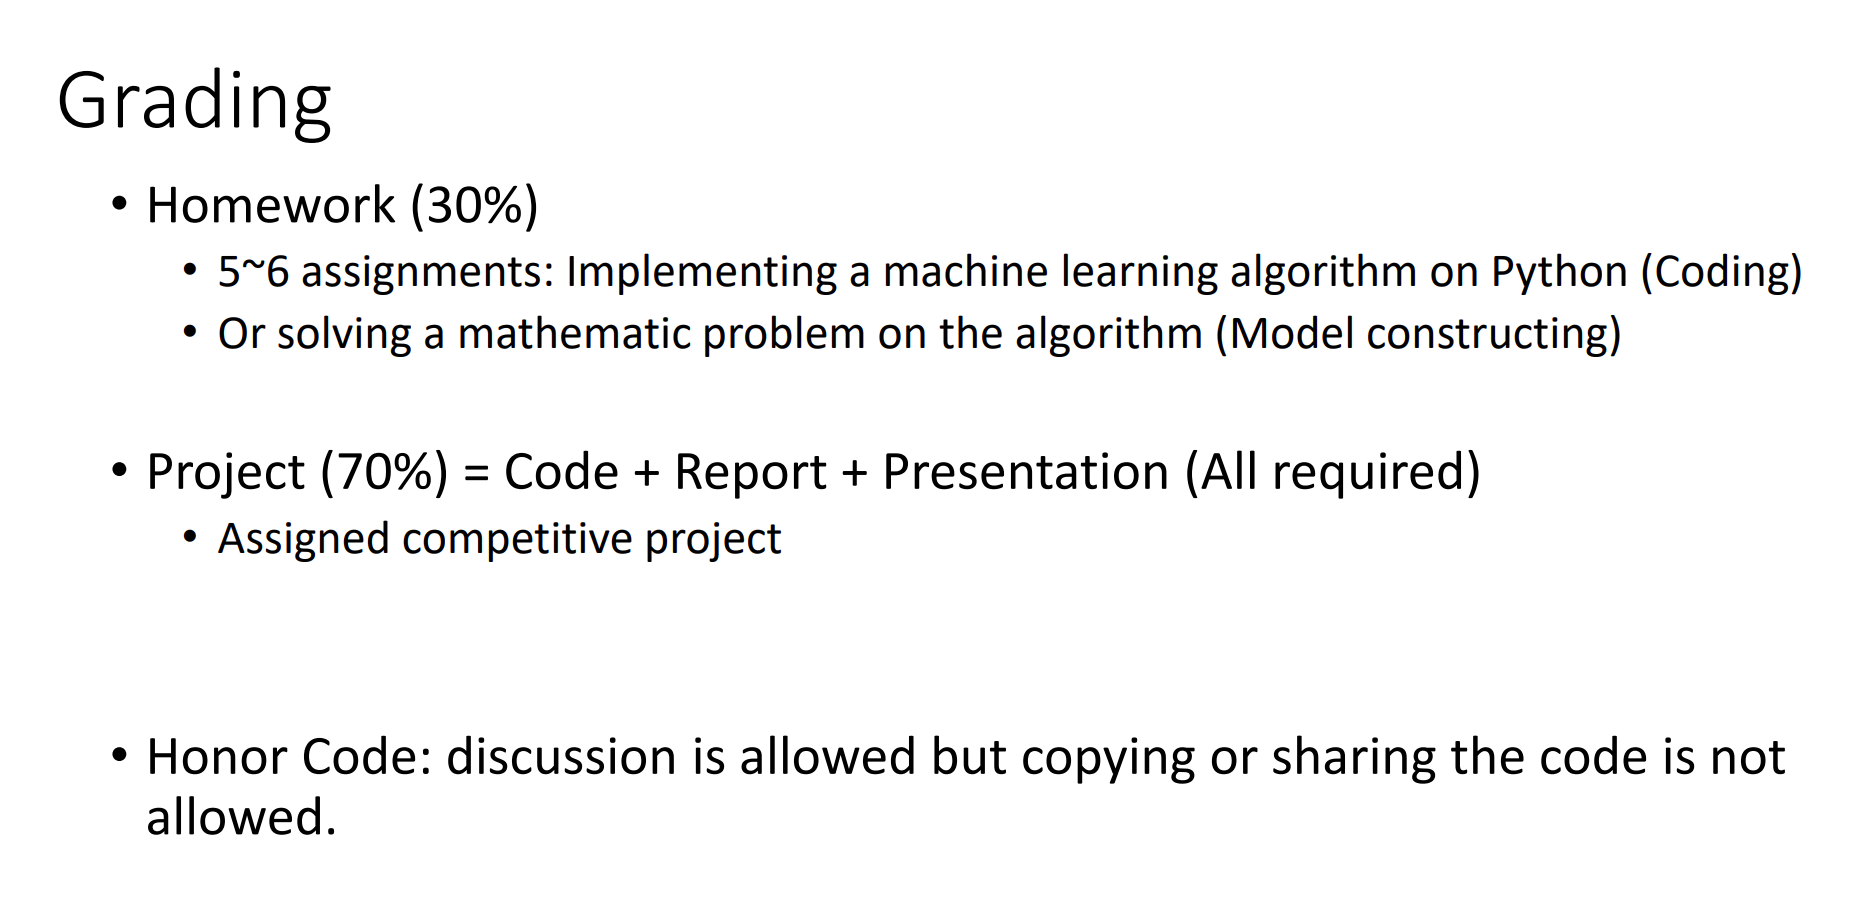 Grading
• Homework (30%)
• 5~6 assignments: Implementing a machine learning algorithm on Python (Coding)
• Or solving a mathematic problem on the algorithm (Model constructing)
• Project (70%) = Code + Report + Presentation (All required)
• Assigned competitive project
• Honor Code: discussion is allowed but copying or sharing the code is not
allowed.